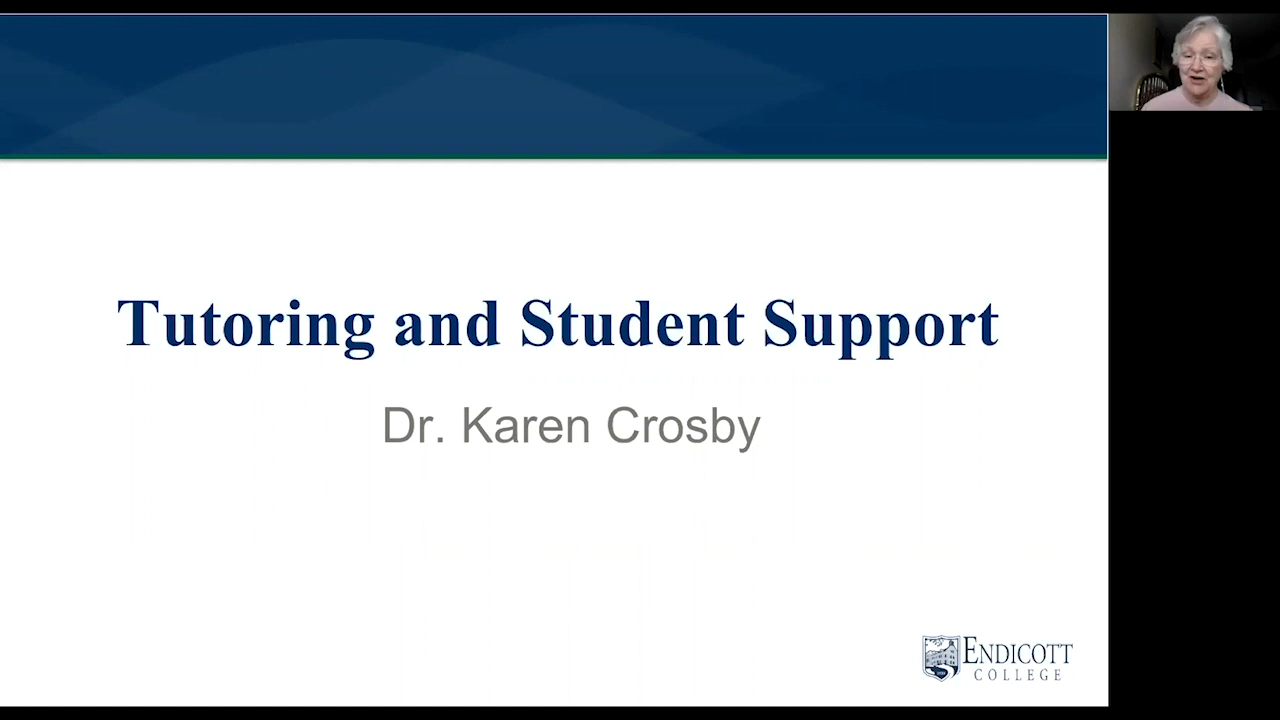 Tutoring and Student Support
Dr. Karen Crosby
ENDICOTT
COLLEGE